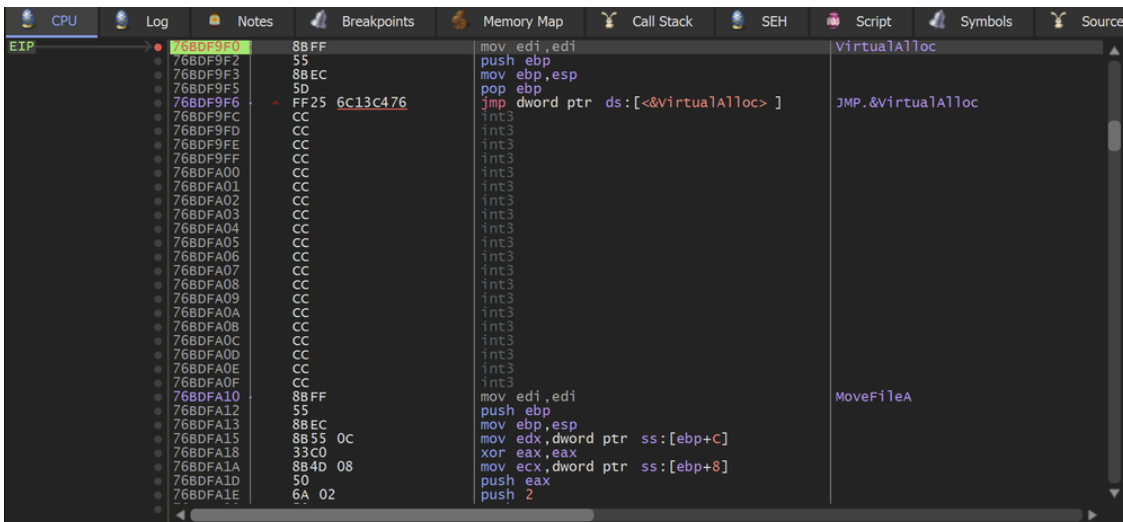 CPU Log Notes Breakpoints Memory Map Call Stack SEH Script Symbols Source
EIP 76BDF9F0 8BFF mov edi,edi VirtualAlloc
76BDF9F2 55 push ebp
76BDF9F3 8BEC mov ebp,esp
76BDF9F5 5D pop ebp
76BDF9F6 FF25 6C13C476 jmp dword ptr ds:[<&VirtualAlloc> ] JMP.&VirtualAlloc
76BDF9FC CC int3
76BDF9FD CC int3
76BDF9FE CC int3
76BDF9FF CC int3
76BDFA00 CC int3
76BDFA01 CC int3
76BDFA02 CC int3
76BDFA03 CC int3
76BDFA04 CC int3
76BDFA05 CC int3
76BDFA06 CC int3
76BDFA07 CC int3
76BDFA08 CC int3
76BDFA09 CC int3
76BDFA0A CC int3
76BDFA0B CC int3
76BDFA0C CC int3
76BDFA0D CC int3
76BDFA0E CC int3
76BDFA0F CC int3
76BDFA10 8BFF mov edi,edi MoveFileA
76BDFA12 55 push ebp
76BDFA13 8BEC mov ebp,esp
76BDFA15 8B55 0C mov edx,dword ptr ss:[ebp+C]
76BDFA18 33C0 xor eax,eax
76BDFA1A 8B4D 08 mov ecx,dword ptr ss:[ebp+8]
76BDFA1D 50 push eax
76BDFA1E 6A 02 push 2